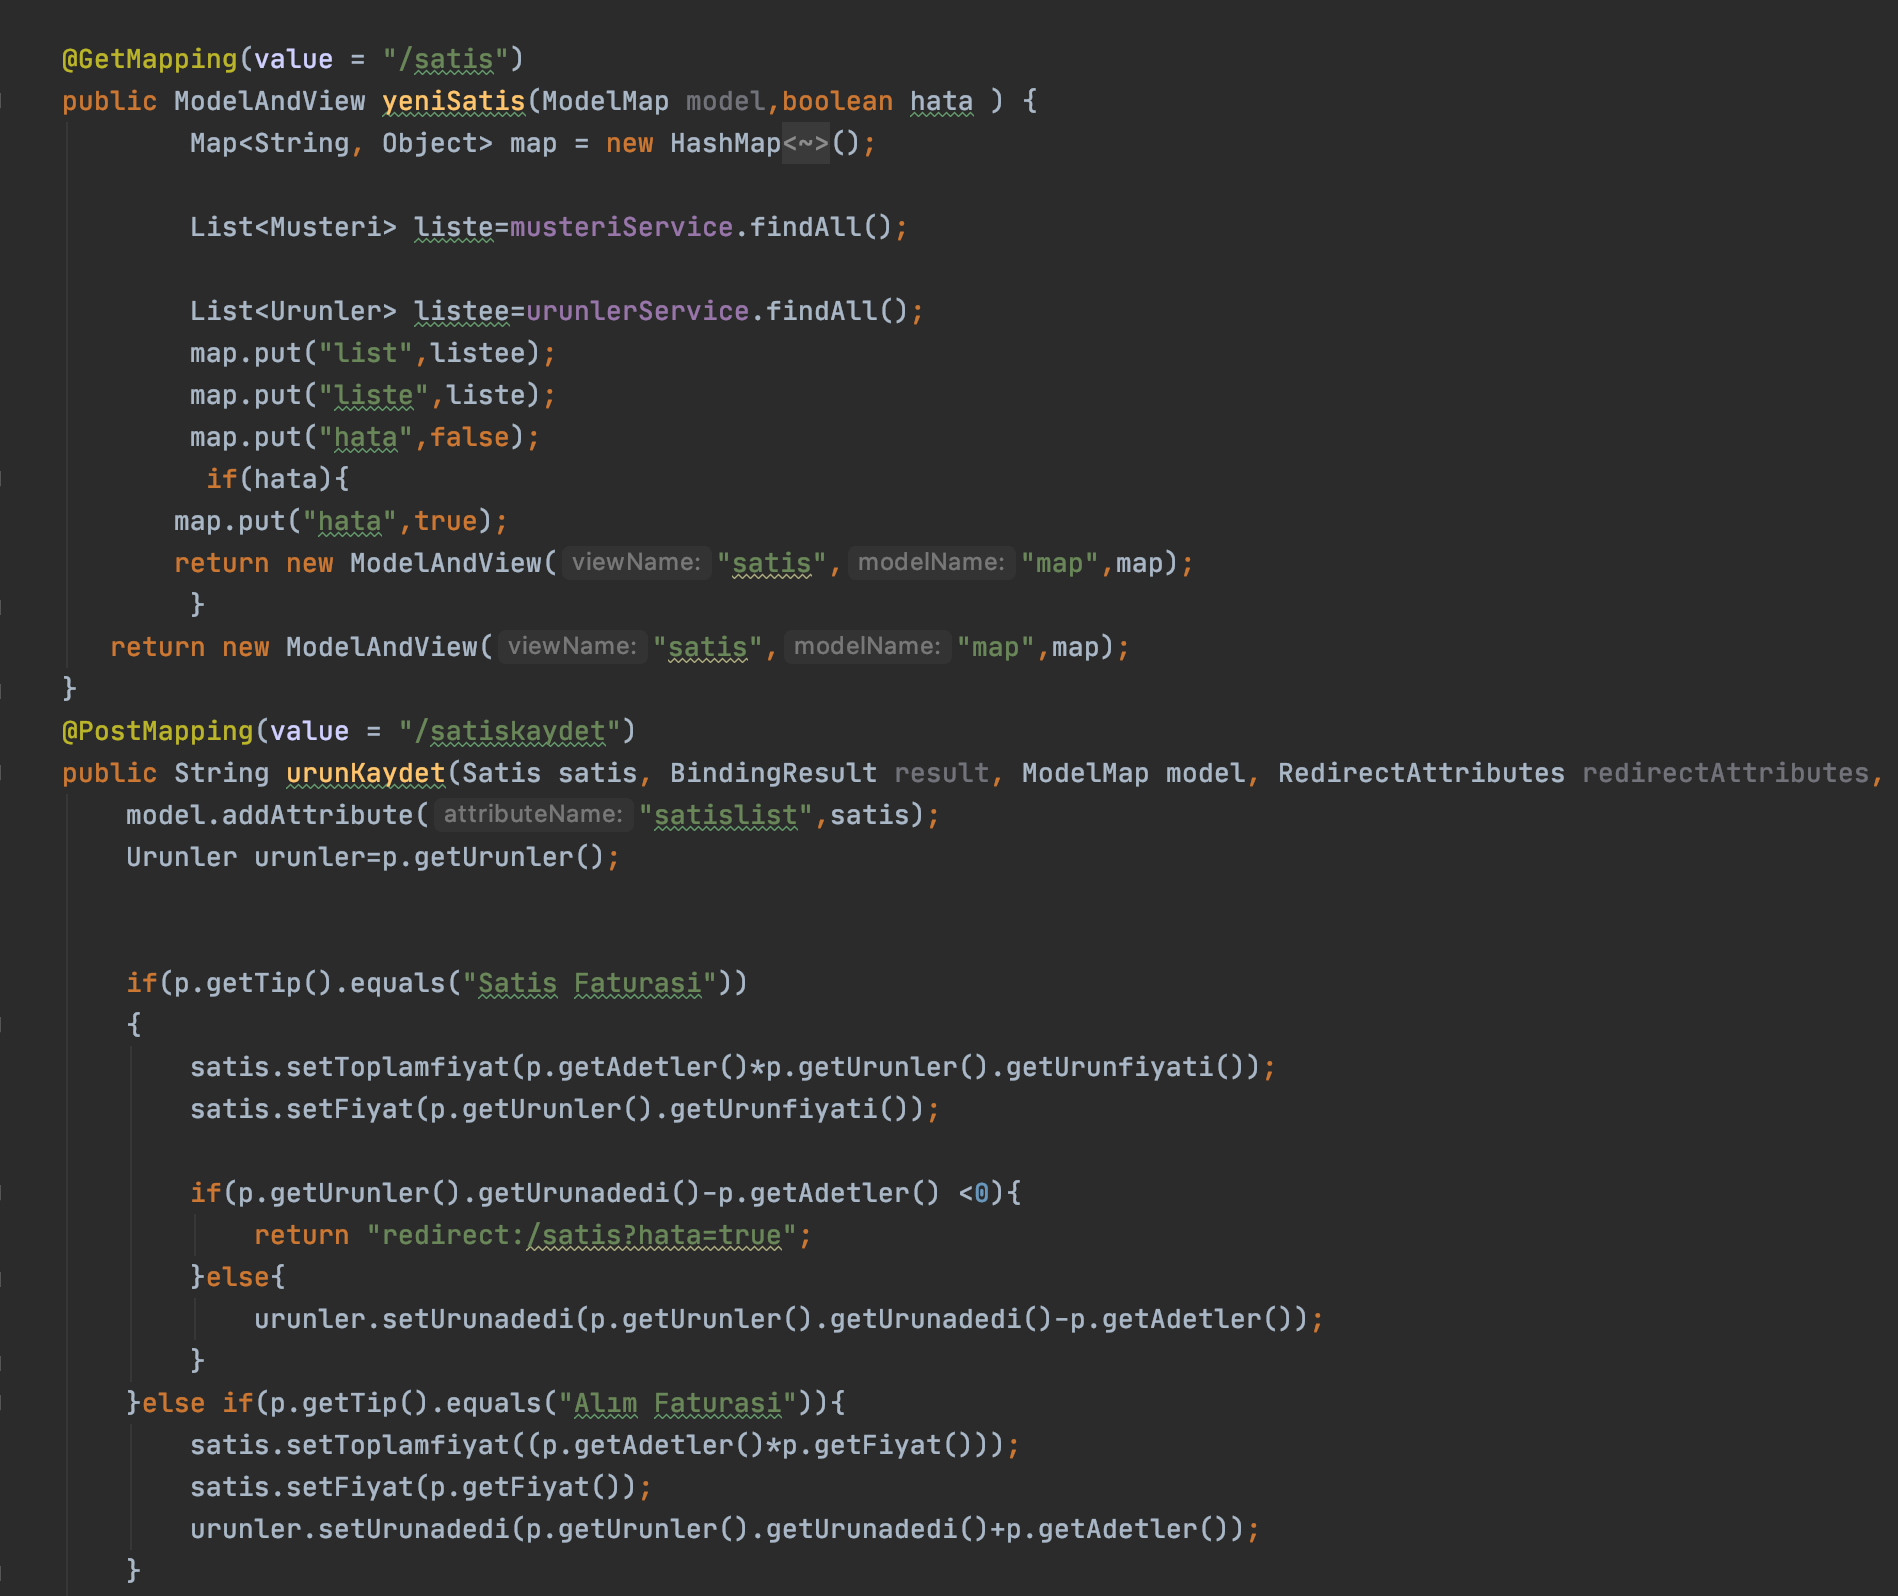 @GetMapping(value = "/satis")
public ModelAndView yeniSatis(ModelMap model,boolean hata ) {
Map<String, Object> map = new HashMap<~>();
List<Musteri> liste=musteriService.findAll();
List<Urunler> listee=urunlerService.findAll();
map.put("list",listee);
map.put("liste",liste);
map.put("hata",false);
if(hata){
map.put("hata",true);
return new ModelAndView( viewName: "satis", modelName: "map",map);
}
return new ModelAndView( viewName: "satis", modelName: "map",map);
}
@PostMapping(value = "/satiskaydet")
public String urunKaydet(Satis satis, BindingResult result, ModelMap model, RedirectAttributes redirectAttributes,
model.addAttribute( attributeName: "satislist",satis);
Urunler urunler=p.getUrunler();
if(p.getTip().equals("Satis Faturasi"))
{
satis.setToplamfiyat(p.getAdetler()*p.getUrunler().getUrunfiyati());
satis.setFiyat(p.getUrunler().getUrunfiyati());
if(p.getUrunler().getUrunadedi()-p.getAdetler() <0){
return "redirect:/satis?hata=true";
}else{
urunler.setUrunadedi(p.getUrunler().getUrunadedi()-p.getAdetler());
}
}else if(p.getTip().equals("Alım Faturasi")){
satis.setToplamfiyat((p.getAdetler()*p.getFiyat()));
satis.setFiyat(p.getFiyat());
urunler.setUrunadedi(p.getUrunler().getUrunadedi()+p.getAdetler());
}